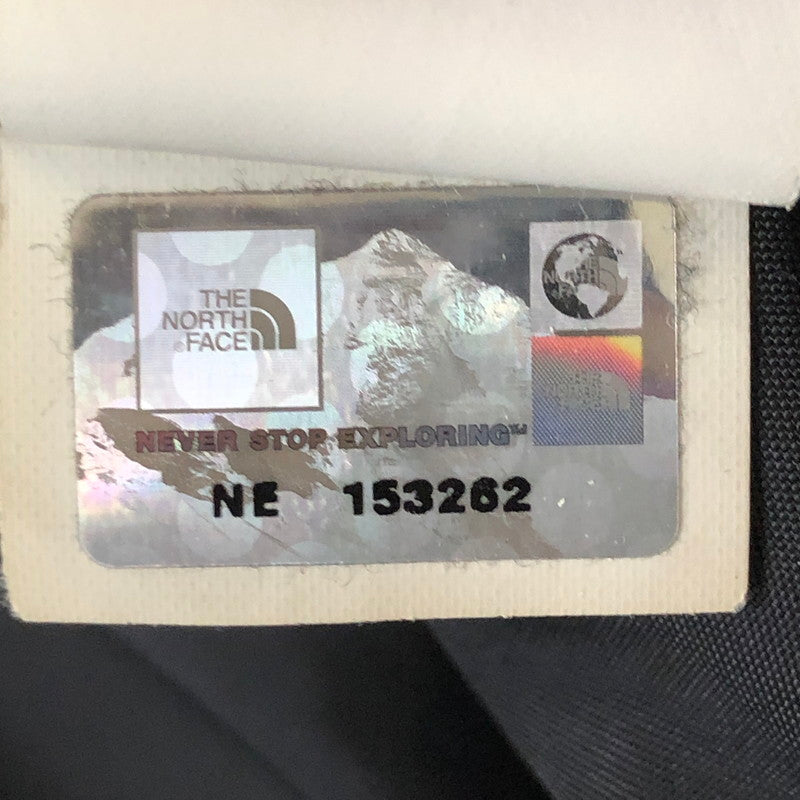 THE
NORTH
FACE
NEVER STOP EXPLORING™
NE 153262